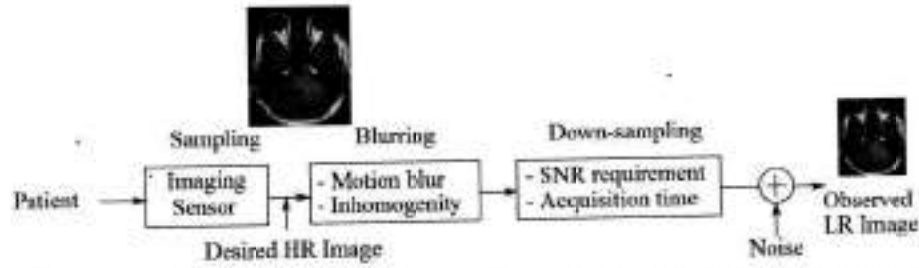 Sampling
Blurring
Down-sampling
Patient
Imaging
Sensor
- Motion blur
- Inhomogenity
- SNR requirement
- Acquisition time
Observed
LR Image
Desired HR Image
Noise